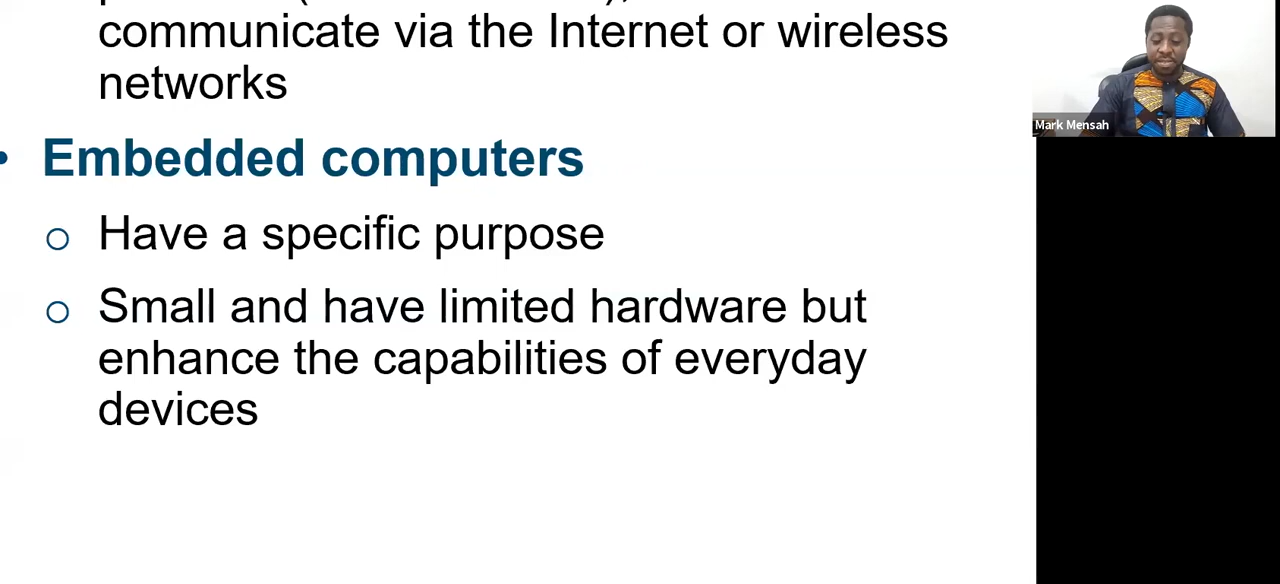 communicate via the Internet or wireless
networks
• Embedded computers
o Have a specific purpose
o Small and have limited hardware but
enhance the capabilities of everyday
devices
Mark Mensah